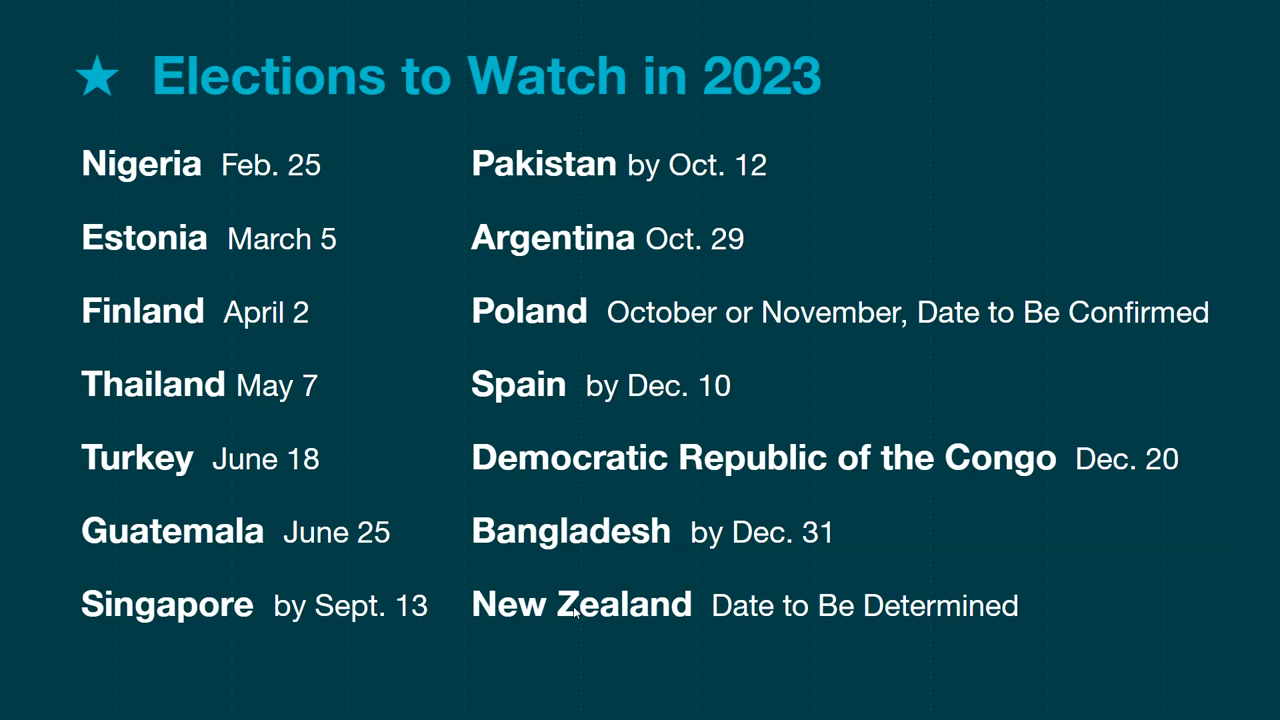 ★ Elections to Watch in 2023
Nigeria Feb. 25
Estonia March 5
Finland April 2
Thailand May 7
Turkey June 18
Guatemala June 25
Singapore by Sept. 13
Pakistan by Oct. 12
Argentina Oct. 29
Poland October or November, Date to Be Confirmed
Spain by Dec. 10
Democratic Republic of the Congo Dec. 20
Bangladesh by Dec. 31
New Zealand Date to Be Determined